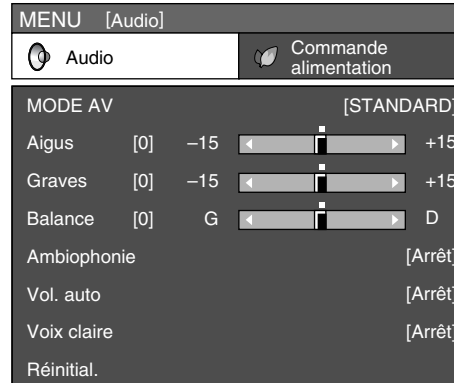 MENU [Audio]
Audio
Commande
alimentation
MODE AV [STANDARD]
Aigus [0] –15 +15
Graves [0] –15 +15
Balance [0] G D
Ambiophonie [Arrêt]
Vol. auto [Arrêt]
Voix claire [Arrêt]
Réinitial.